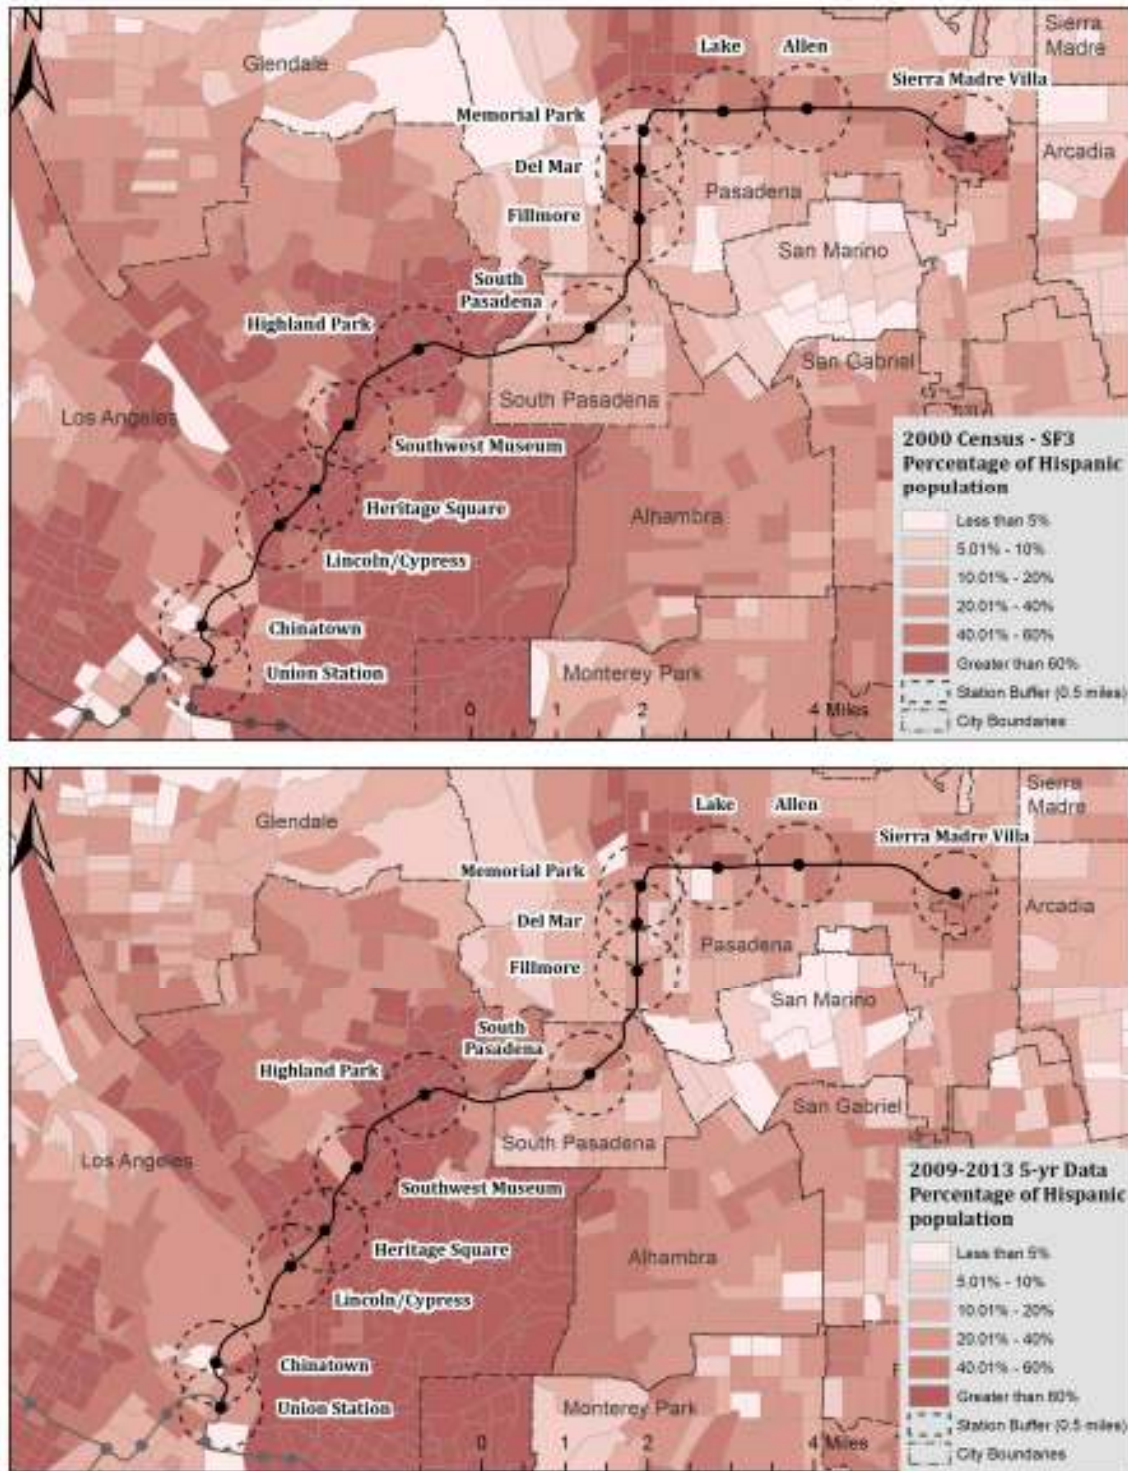 N
Glendale
Lake
Allen
Sierra
Madre
Sierra Madre Villa
Memorial Park
Arcadia
Del Mar
Pasadena
Fillmore
San Marino
South
Pasadena
Highland Park
San Gabriel
Los Angeles
South Pasadena
2000 Census - SF3
Percentage of Hispanic
population
Southwest Museum
Heritage Square
Alhambra
Less than 5%
5.01% - 10%
Lincoln/Cypress
10.01% - 20%
20.01% - 40%
Chinatown
40.01% - 60%
Union Station
Monterey Park
Greater than 60%
Station Buffer (0.5 miles)
0 1 2 4 Miles
City Boundaries
N
Glendale
Lake
Allen
Sierra
Madre
Sierra Madre Villa
Memorial Park
Arcadia
Del Mar
Pasadena
Fillmore
San Marino
South
Pasadena
Highland Park
San Gabriel
South Pasadena
Los Angeles
2009-2013 5-yr Data
Percentage of Hispanic
population
Southwest Museum
Heritage Square
Alhambra
Less than 5%
5.01% - 10%
Lincoln/Cypress
10.01% - 20%
20.01% - 40%
Chinatown
40.01% - 60%
Greater than 60%
Union Station
Monterey Park
Station Buffer (0.5 miles)
0 1 2 4 Miles
City Boundaries